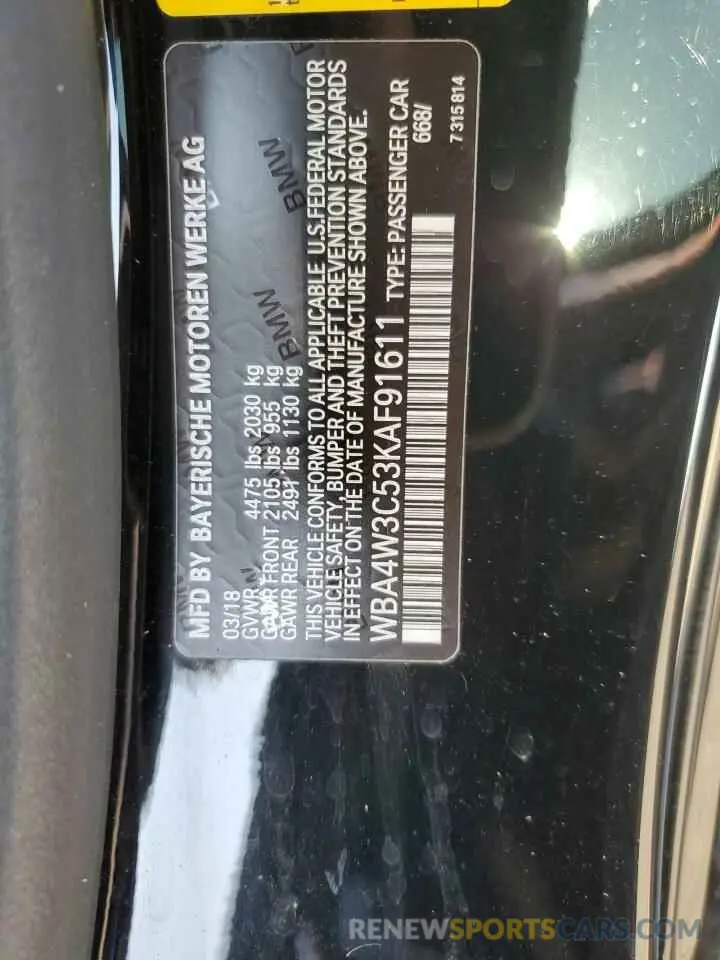 MFD BY BAYERISCHE MOTOREN WERKE AG
03/18
GVWR 4475 lbs 2030 kg
GAWR FRONT 2105 lbs 955 kg
GAWR REAR 2491 lbs 1130 kg
THIS VEHICLE CONFORMS TO ALL APPLICABLE U.S.FEDERAL MOTOR
VEHICLE SAFETY, BUMPER AND THEFT PREVENTION STANDARDS
IN EFFECT ON THE DATE OF MANUFACTURE SHOWN ABOVE.
WBA4W3C53KAF91611 TYPE: PASSENGER CAR
668/
7315814
BMW
BMW
RENEWSPORTSCARS.COM